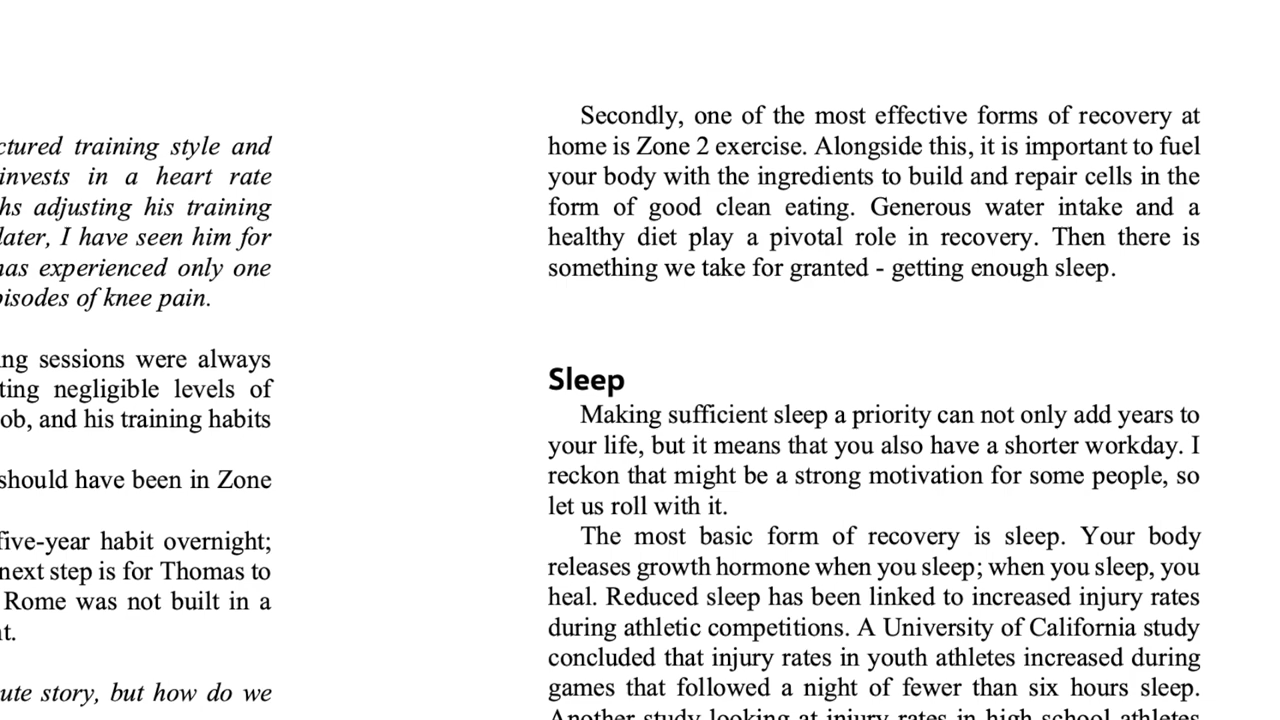 ctured training style and
invests in a heart rate
hs adjusting his training
later, I have seen him for
has experienced only one
pisodes of knee pain.
ing sessions were always
ting negligible levels of
ob, and his training habits
should have been in Zone
five-year habit overnight;
next step is for Thomas to
Rome was not built in a
t.
ute story, but how do we
Secondly, one of the most effective forms of recovery at
home is Zone 2 exercise. Alongside this, it is important to fuel
your body with the ingredients to build and repair cells in the
form of good clean eating. Generous water intake and a
healthy diet play a pivotal role in recovery. Then there is
something we take for granted - getting enough sleep.
Sleep
Making sufficient sleep a priority can not only add years to
your life, but it means that you also have a shorter workday. I
reckon that might be a strong motivation for some people, so
let us roll with it.
The most basic form of recovery is sleep. Your body
releases growth hormone when you sleep; when you sleep, you
heal. Reduced sleep has been linked to increased injury rates
during athletic competitions. A University of California study
concluded that injury rates in youth athletes increased during
games that followed a night of fewer than six hours sleep.
Another study looking at injury rates in high school athletes